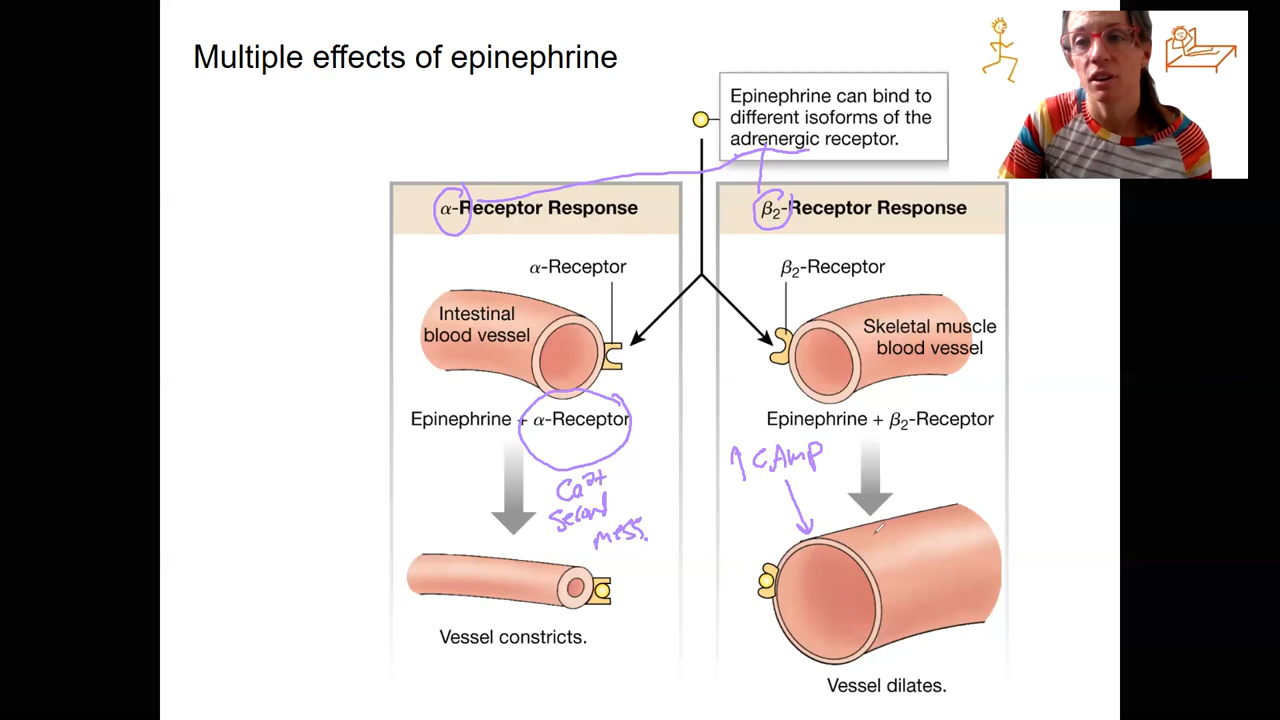 Multiple effects of epinephrine
Epinephrine can bind to
different isoforms of the
adrenergic receptor.
α-Receptor Response
α-Receptor
Intestinal
blood vessel
Epinephrine + α-Receptor
Ca²⁺
second
mess.
Vessel constricts.
β₂-Receptor Response
β₂-Receptor
Skeletal muscle
blood vessel
Epinephrine + β₂-Receptor
↑ cAmp
Vessel dilates.